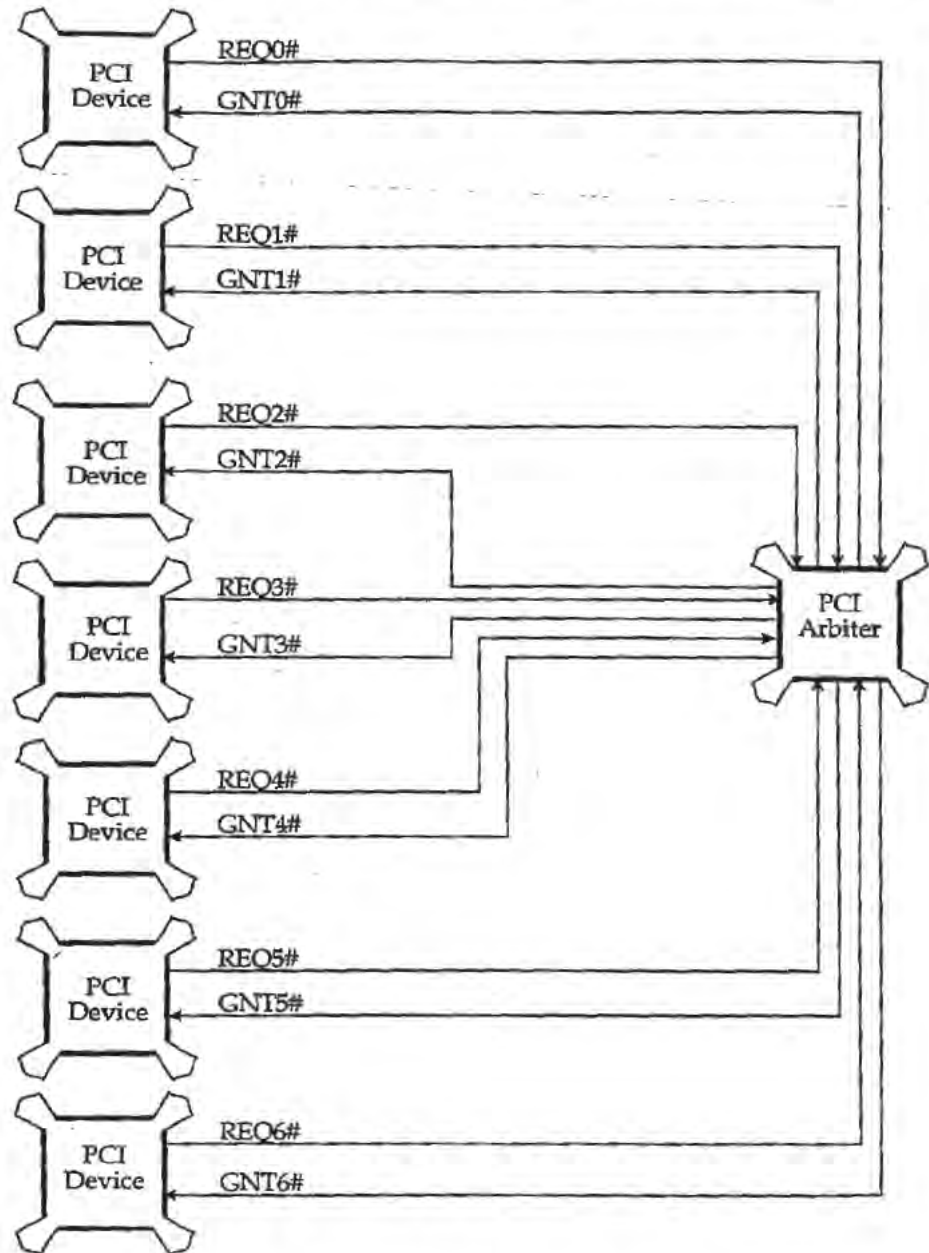 PCI
Device
REQ0#
GNT0#
PCI
Device
REQ1#
GNT1#
PCI
Device
REQ2#
GNT2#
PCI
Device
REQ3#
GNT3#
PCI
Arbiter
PCI
Device
REQ4#
GNT4#
PCI
Device
REQ5#
GNT5#
PCI
Device
REQ6#
GNT6#